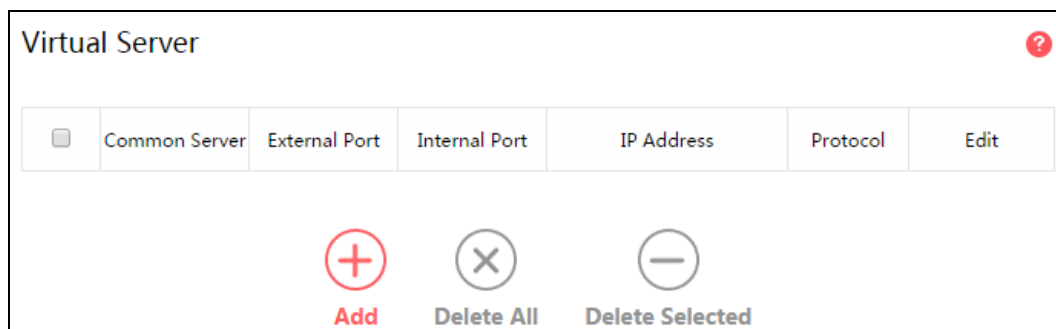 Virtual Server
?
Common Server External Port Internal Port IP Address Protocol Edit
Add Delete All Delete Selected